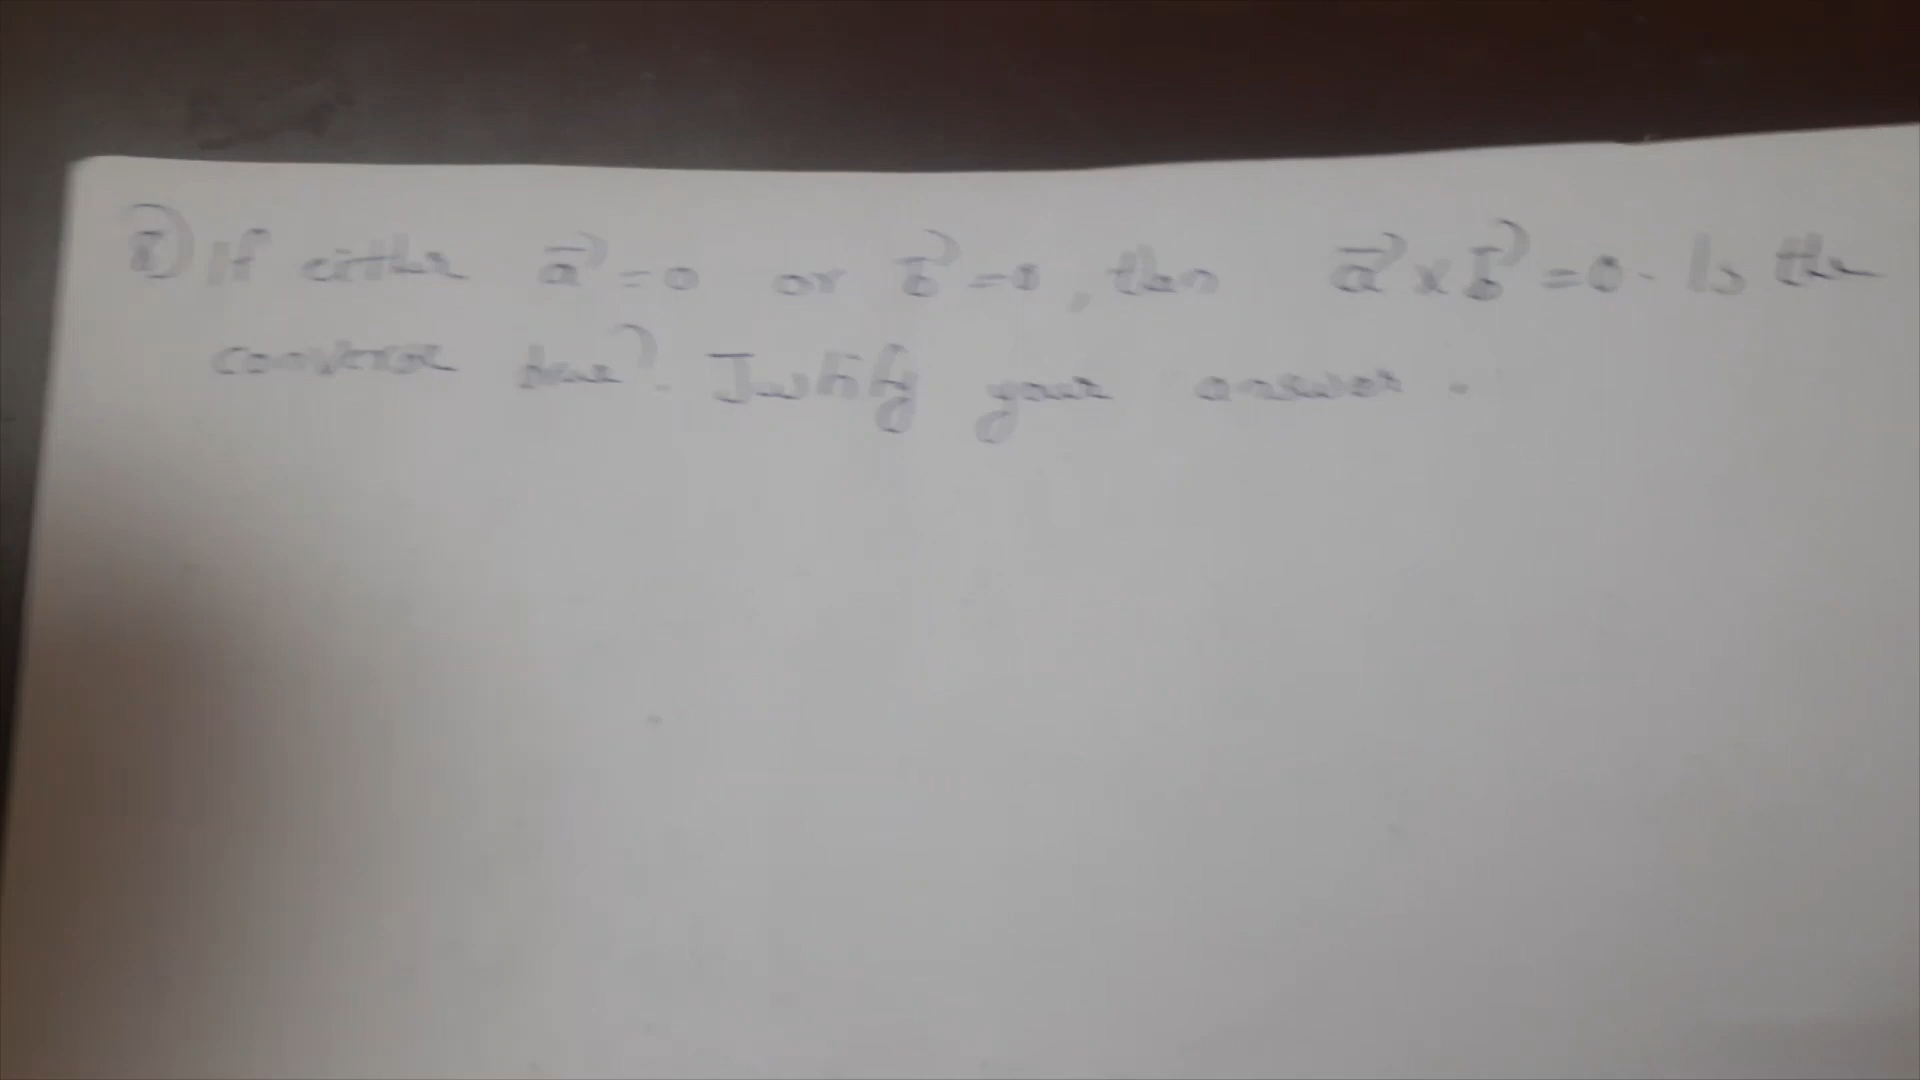 8) If either a⃗ = 0 or b⃗ = 0, then a⃗ × b⃗ = 0. Is the
converse true? Justify your answer.